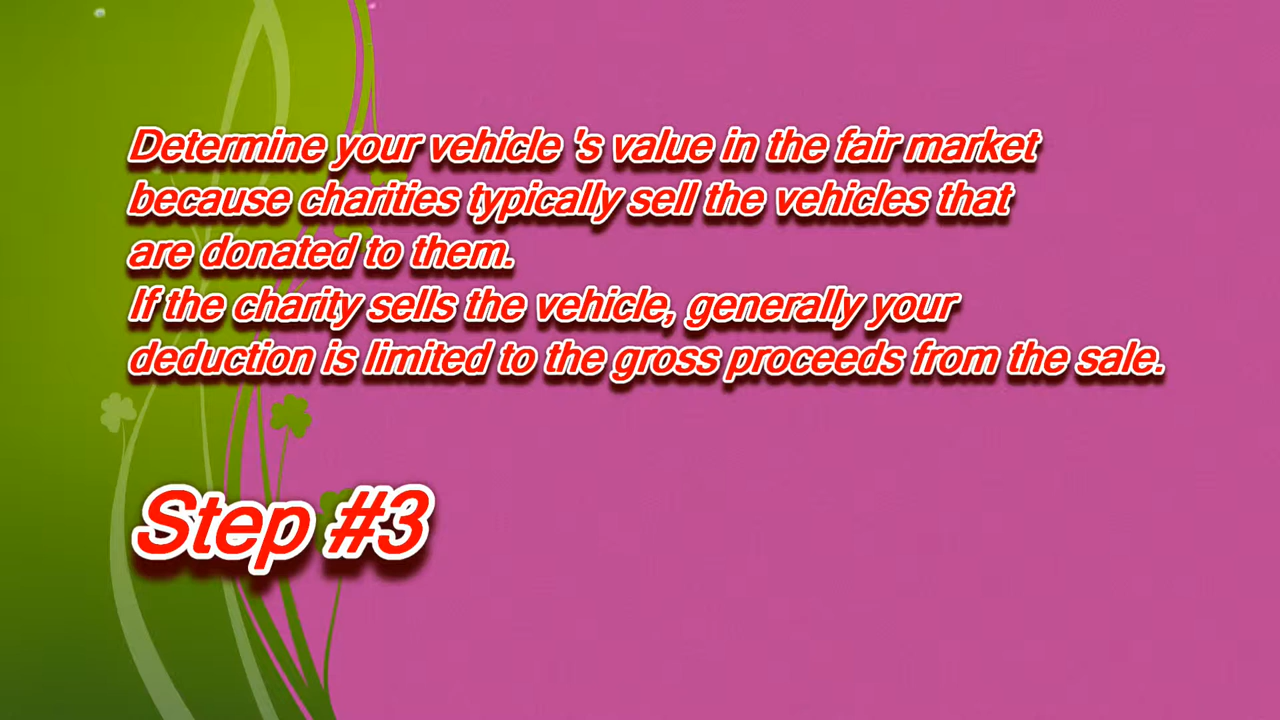 Determine your vehicle 's value in the fair market
because charities typically sell the vehicles that
are donated to them.
If the charity sells the vehicle, generally your
deduction is limited to the gross proceeds from the sale.
Step #3